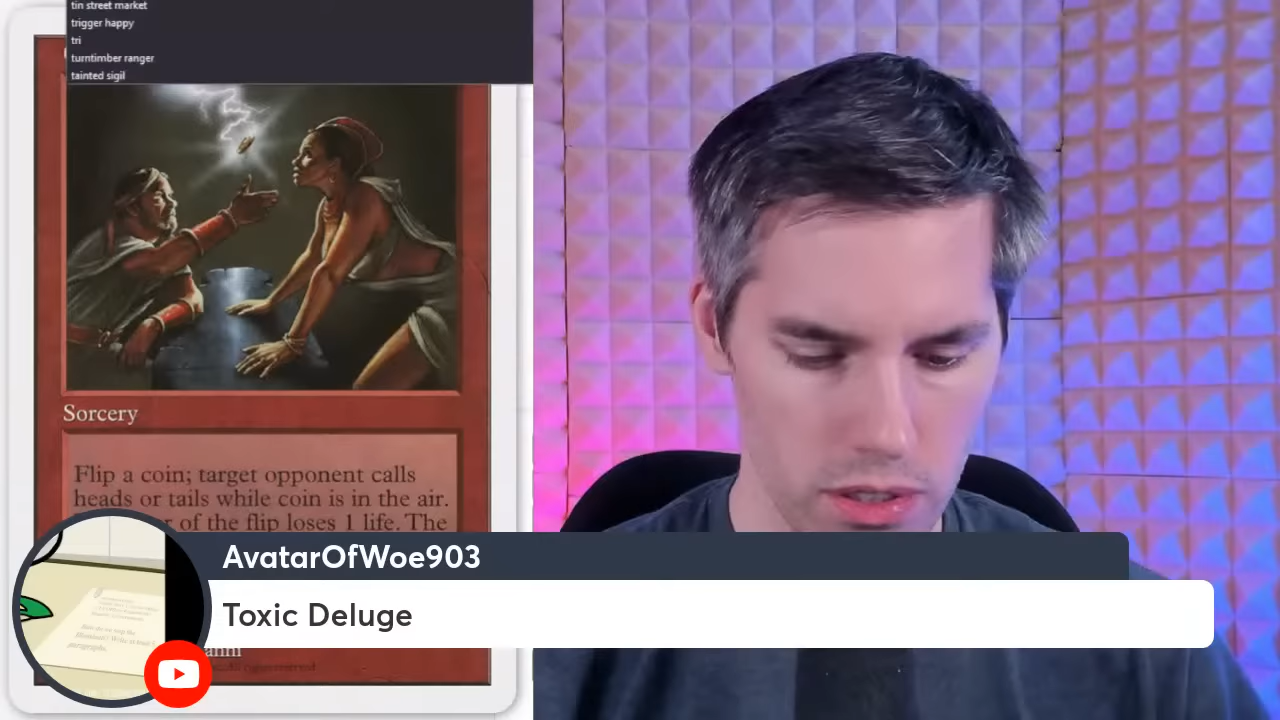 tin street market
trigger happy
tri
turntimber ranger
tainted sigil
Sorcery
Flip a coin; target opponent calls
heads or tails while coin is in the air.
of the flip loses 1 life. The
AvatarOfWoe903
Toxic Deluge